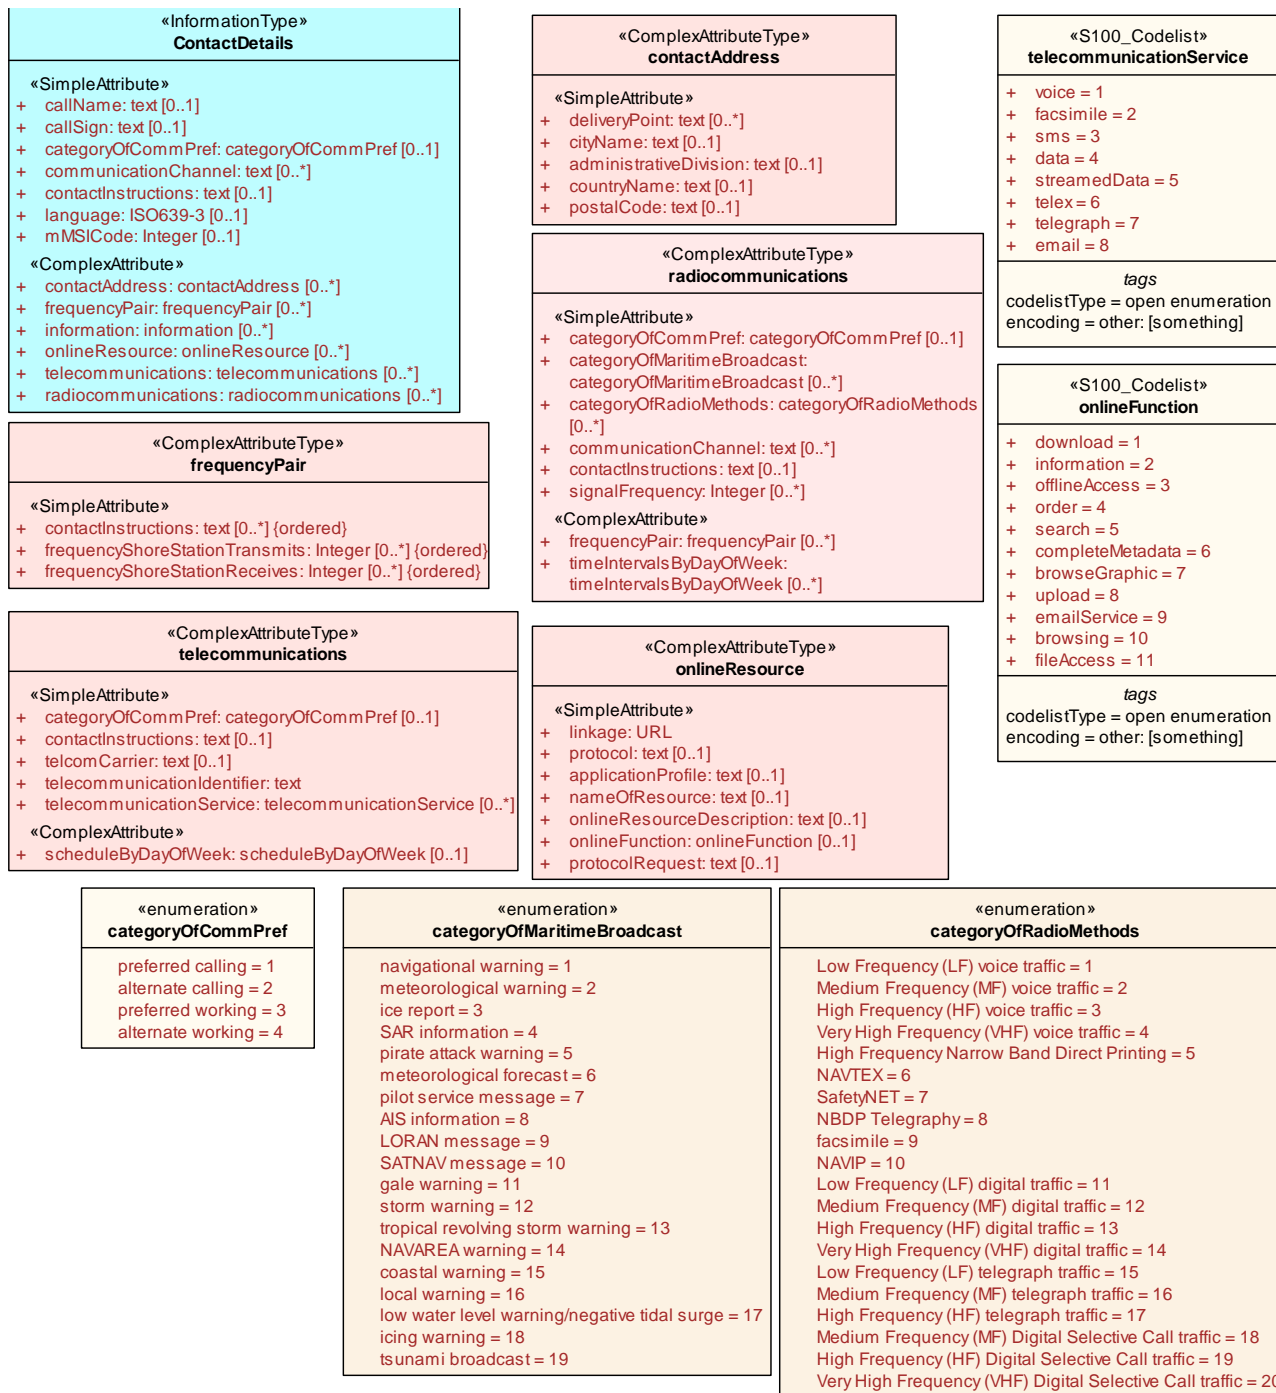 «InformationType»
ContactDetails
«SimpleAttribute»
+ callName: text [0..1]
+ callSign: text [0..1]
+ categoryOfCommPref: categoryOfCommPref [0..1]
+ communicationChannel: text [0..*]
+ contactInstructions: text [0..1]
+ language: ISO639-3 [0..1]
+ mMSICode: Integer [0..1]
«ComplexAttribute»
+ contactAddress: contactAddress [0..*]
+ frequencyPair: frequencyPair [0..*]
+ information: information [0..*]
+ onlineResource: onlineResource [0..*]
+ telecommunications: telecommunications [0..*]
+ radiocommunications: radiocommunications [0..*]
«ComplexAttributeType»
frequencyPair
«SimpleAttribute»
+ contactInstructions: text [0..*] {ordered}
+ frequencyShoreStationTransmits: Integer [0..*] {ordered}
+ frequencyShoreStationReceives: Integer [0..*] {ordered}
«ComplexAttributeType»
telecommunications
«SimpleAttribute»
+ categoryOfCommPref: categoryOfCommPref [0..1]
+ contactInstructions: text [0..1]
+ telcomCarrier: text [0..1]
+ telecommunicationIdentifier: text
+ telecommunicationService: telecommunicationService [0..*]
«ComplexAttribute»
+ scheduleByDayOfWeek: scheduleByDayOfWeek [0..1]
«ComplexAttributeType»
contactAddress
«SimpleAttribute»
+ deliveryPoint: text [0..*]
+ cityName: text [0..1]
+ administrativeDivision: text [0..1]
+ countryName: text [0..1]
+ postalCode: text [0..1]
«ComplexAttributeType»
radiocommunications
«SimpleAttribute»
+ categoryOfCommPref: categoryOfCommPref [0..1]
+ categoryOfMaritimeBroadcast:
categoryOfMaritimeBroadcast [0..*]
+ categoryOfRadioMethods: categoryOfRadioMethods
[0..*]
+ communicationChannel: text [0..*]
+ contactInstructions: text [0..1]
+ signalFrequency: Integer [0..*]
«ComplexAttribute»
+ frequencyPair: frequencyPair [0..*]
+ timeIntervalsByDayOfWeek:
timeIntervalsByDayOfWeek [0..*]
«ComplexAttributeType»
onlineResource
«SimpleAttribute»
+ linkage: URL
+ protocol: text [0..1]
+ applicationProfile: text [0..1]
+ nameOfResource: text [0..1]
+ onlineResourceDescription: text [0..1]
+ onlineFunction: onlineFunction [0..1]
+ protocolRequest: text [0..1]
«S100_Codelist»
telecommunicationService
+ voice = 1
+ facsimile = 2
+ sms = 3
+ data = 4
+ streamedData = 5
+ telex = 6
+ telegraph = 7
+ email = 8
tags
codelistType = open enumeration
encoding = other: [something]
«S100_Codelist»
onlineFunction
+ download = 1
+ information = 2
+ offlineAccess = 3
+ order = 4
+ search = 5
+ completeMetadata = 6
+ browseGraphic = 7
+ upload = 8
+ emailService = 9
+ browsing = 10
+ fileAccess = 11
tags
codelistType = open enumeration
encoding = other: [something]
«enumeration»
categoryOfCommPref
preferred calling = 1
alternate calling = 2
preferred working = 3
alternate working = 4
«enumeration»
categoryOfMaritimeBroadcast
navigational warning = 1
meteorological warning = 2
ice report = 3
SAR information = 4
pirate attack warning = 5
meteorological forecast = 6
pilot service message = 7
AIS information = 8
LORAN message = 9
SATNAV message = 10
gale warning = 11
storm warning = 12
tropical revolving storm warning = 13
NAVAREA warning = 14
coastal warning = 15
local warning = 16
low water level warning/negative tidal surge = 17
icing warning = 18
tsunami broadcast = 19
«enumeration»
categoryOfRadioMethods
Low Frequency (LF) voice traffic = 1
Medium Frequency (MF) voice traffic = 2
High Frequency (HF) voice traffic = 3
Very High Frequency (VHF) voice traffic = 4
High Frequency Narrow Band Direct Printing = 5
NAVTEX = 6
SafetyNET = 7
NBDP Telegraphy = 8
facsimile = 9
NAVIP = 10
Low Frequency (LF) digital traffic = 11
Medium Frequency (MF) digital traffic = 12
High Frequency (HF) digital traffic = 13
Very High Frequency (VHF) digital traffic = 14
Low Frequency (LF) telegraph traffic = 15
Medium Frequency (MF) telegraph traffic = 16
High Frequency (HF) telegraph traffic = 17
Medium Frequency (MF) Digital Selective Call traffic = 18
High Frequency (HF) Digital Selective Call traffic = 19
Very High Frequency (VHF) Digital Selective Call traffic = 20